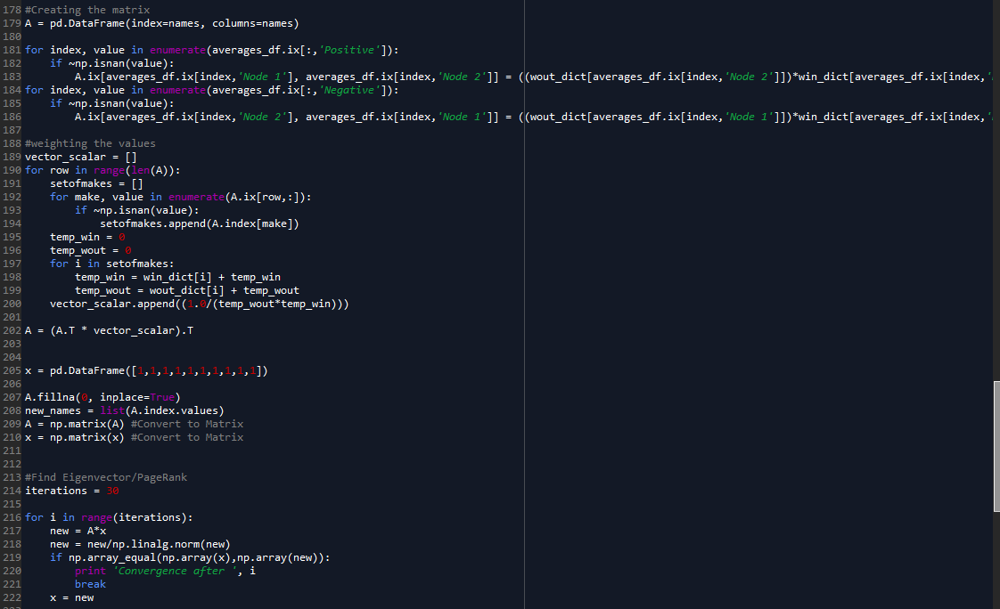 178 #Creating the matrix
179 A = pd.DataFrame(index=names, columns=names)
180
181 for index, value in enumerate(averages_df.ix[:,'Positive']):
182     if ~np.isnan(value):
183         A.ix[averages_df.ix[index,'Node 1'], averages_df.ix[index,'Node 2']] = ((wout_dict[averages_df.ix[index,'Node 2']])*win_dict[averages_df.ix[index,'
184 for index, value in enumerate(averages_df.ix[:,'Negative']):
185     if ~np.isnan(value):
186         A.ix[averages_df.ix[index,'Node 2'], averages_df.ix[index,'Node 1']] = ((wout_dict[averages_df.ix[index,'Node 1']])*win_dict[averages_df.ix[index,'
187
188 #weighting the values
189 vector_scalar = []
190 for row in range(len(A)):
191     setofmakes = []
192     for make, value in enumerate(A.ix[row,:]):
193         if ~np.isnan(value):
194             setofmakes.append(A.index[make])
195     temp_win = 0
196     temp_wout = 0
197     for i in setofmakes:
198         temp_win = win_dict[i] + temp_win
199         temp_wout = wout_dict[i] + temp_wout
200     vector_scalar.append((1.0/(temp_wout*temp_win)))
201
202 A = (A.T * vector_scalar).T
203
204
205 x = pd.DataFrame([1,1,1,1,1,1,1,1,1,1])
206
207 A.fillna(0, inplace=True)
208 new_names = list(A.index.values)
209 A = np.matrix(A) #Convert to Matrix
210 x = np.matrix(x) #Convert to Matrix
211
212
213 #Find Eigenvector/PageRank
214 iterations = 30
215
216 for i in range(iterations):
217     new = A*x
218     new = new/np.linalg.norm(new)
219     if np.array_equal(np.array(x),np.array(new)):
220         print 'Convergence after ', i
221         break
222     x = new